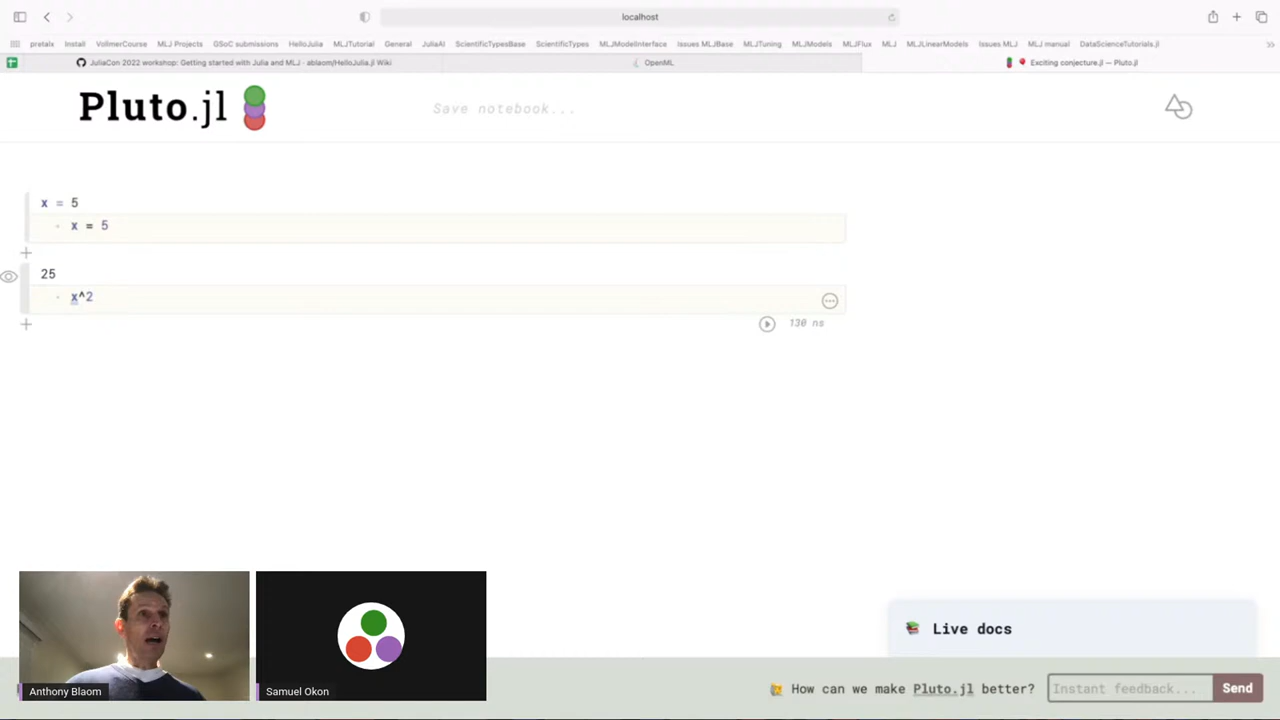 localhost
pretalx Install VollmerCourse MLJ Projects GSoC submissions HelloJulia MLJTutorial General JuliaAI ScientificTypesBase ScientificTypes MLJModelInterface Issues MLJBase MLJTuning MLJModels MLJFlux MLJ MLJLinearModels Issues MLJ MLJ manual DataScienceTutorials.jl
JuliaCon 2022 workshop: Getting started with Julia and MLJ · ablaom/HelloJulia.jl Wiki OpenML Exciting conjecture.jl — Pluto.jl
Pluto.jl Save notebook...
x = 5
x = 5
25
x^2
130 ns
Live docs
How can we make Pluto.jl better? Instant feedback... Send
Anthony Blaom Samuel Okon